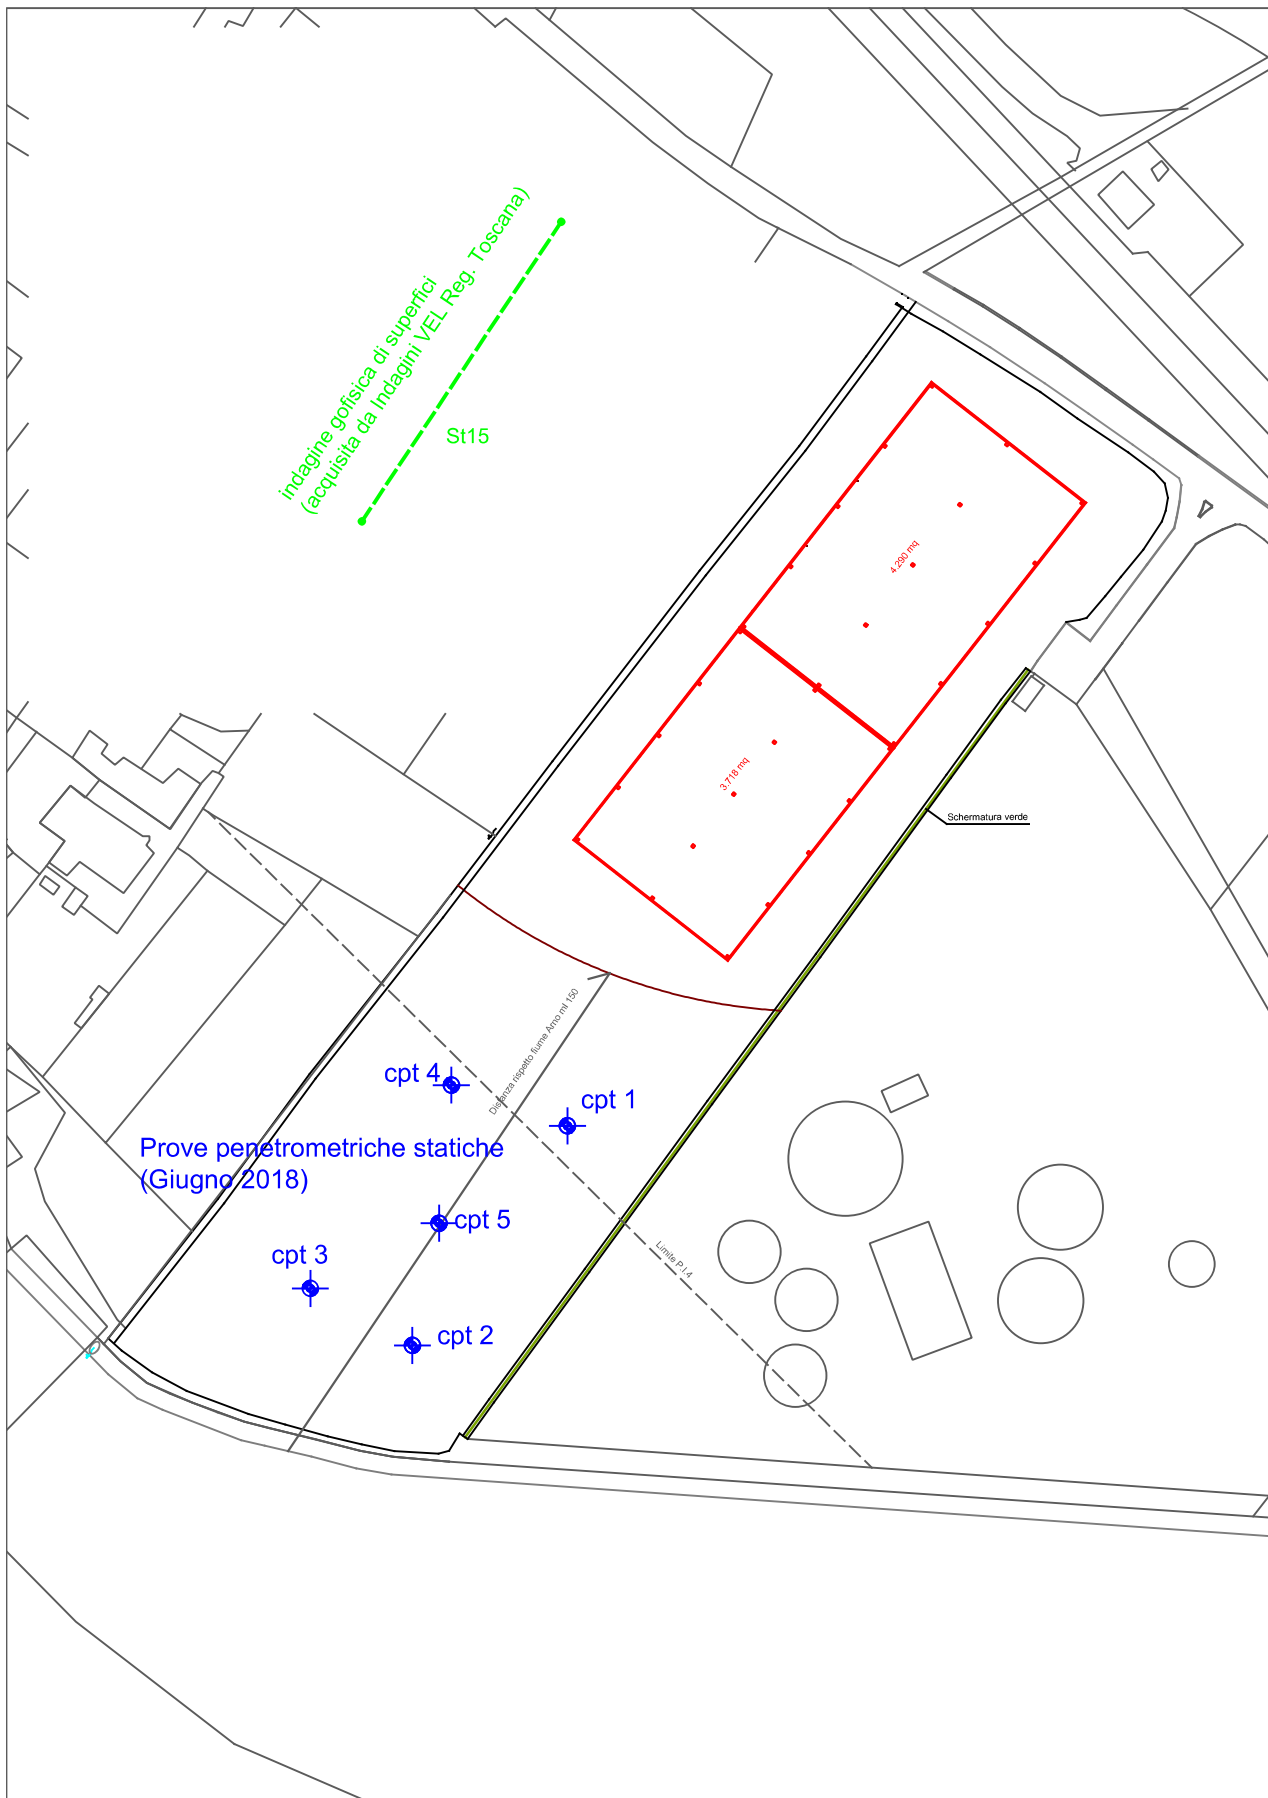 indagine gofisica di superfici
(acquisita da Indagini VEL Reg. Toscana)
St15
4.290 mq
3.718 mq
Schermatura verde
Distanza rispetto fiume Arno ml 150
cpt 4
cpt 1
Prove penetrometriche statiche
(Giugno 2018)
cpt 5
cpt 3
Limite P.I.4
cpt 2